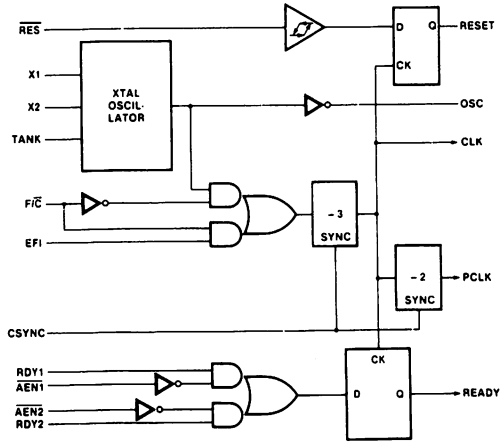 RES
D Q RESET
CK
X1
X2
TANK
XTAL
OSCIL-
LATOR
OSC
CLK
F/C
EFI
-3
SYNC
-2
SYNC
PCLK
CSYNC
RDY1
AEN1
AEN2
RDY2
CK
D Q READY